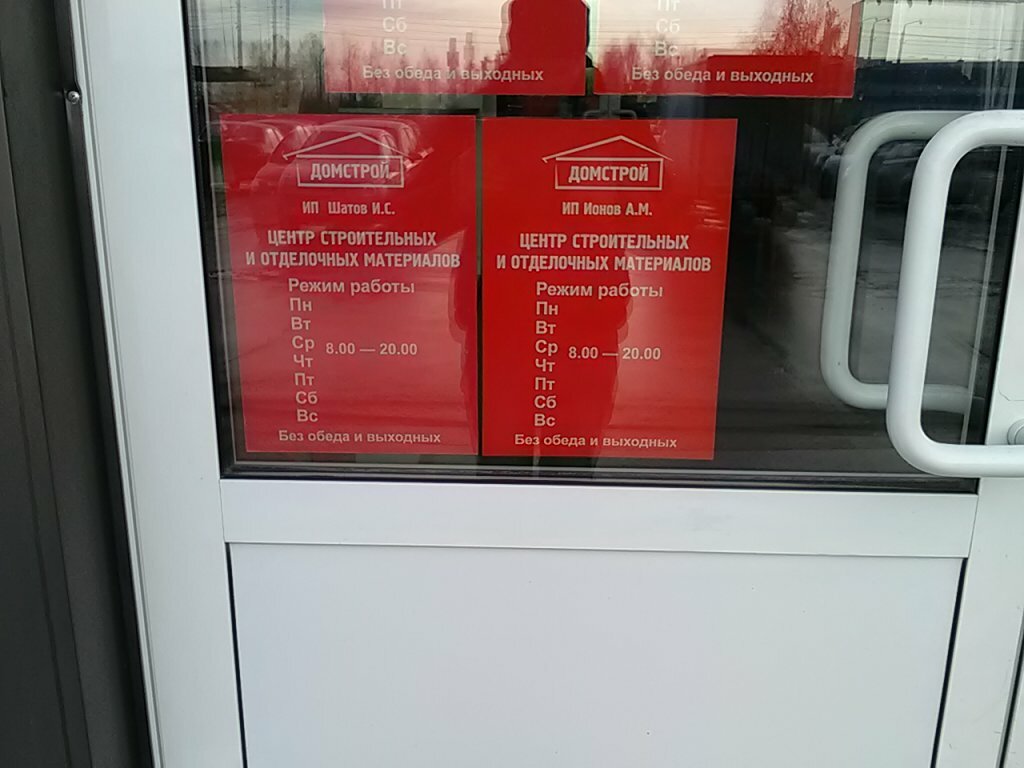 Пт
Сб
Вс
Без обеда и выходных
Пт
Сб
Вс
Без обеда и выходных
ДОМСТРОЙ
ИП Шатов И.С.
ЦЕНТР СТРОИТЕЛЬНЫХ
И ОТДЕЛОЧНЫХ МАТЕРИАЛОВ
Режим работы
Пн
Вт
Ср
8.00 — 20.00
Чт
Пт
Сб
Вс
Без обеда и выходных
ДОМСТРОЙ
ИП Ионов А.М.
ЦЕНТР СТРОИТЕЛЬНЫХ
И ОТДЕЛОЧНЫХ МАТЕРИАЛОВ
Режим работы
Пн
Вт
Ср
8.00 — 20.00
Чт
Пт
Сб
Вс
Без обеда и выходных